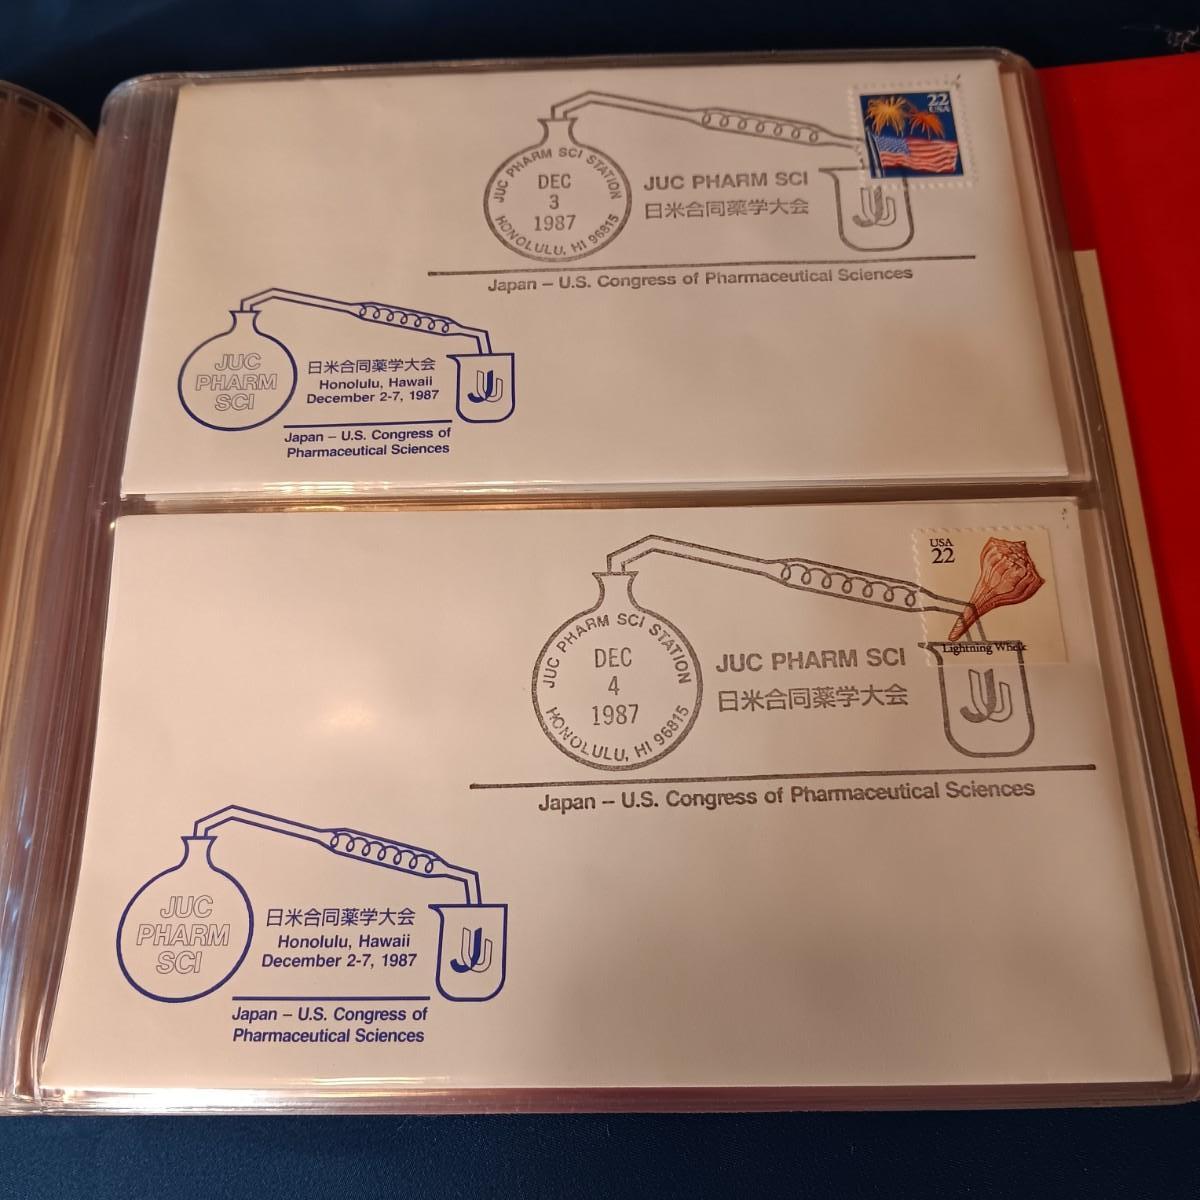 22
USA
JUC PHARM SCI STATION
DEC
3
1987
HONOLULU, HI 96815
JUC PHARM SCI
日米合同薬学大会
JU
Japan – U.S. Congress of Pharmaceutical Sciences
JUC
PHARM
SCI
日米合同薬学大会
Honolulu, Hawaii
December 2-7, 1987
JU
Japan – U.S. Congress of
Pharmaceutical Sciences
USA
22
Lightning Whelk
JUC PHARM SCI STATION
DEC
4
1987
HONOLULU, HI 96815
JUC PHARM SCI
日米合同薬学大会
JU
Japan – U.S. Congress of Pharmaceutical Sciences
JUC
PHARM
SCI
日米合同薬学大会
Honolulu, Hawaii
December 2-7, 1987
JU
Japan – U.S. Congress of
Pharmaceutical Sciences